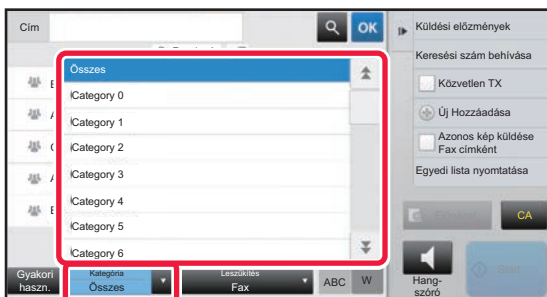 Cím
OK
Összes
Category 0
Category 1
Category 2
Category 3
Category 4
Category 5
Category 6
Gyakori
haszn.
Kategória
Összes
Leszűkítés
Fax
ABC
W
Küldési előzmények
Keresési szám behívása
Közvetlen TX
Új Hozzáadása
Azonos kép küldése
Fax címként
Egyedi lista nyomtatása
CA
Hang-
szóró
Start